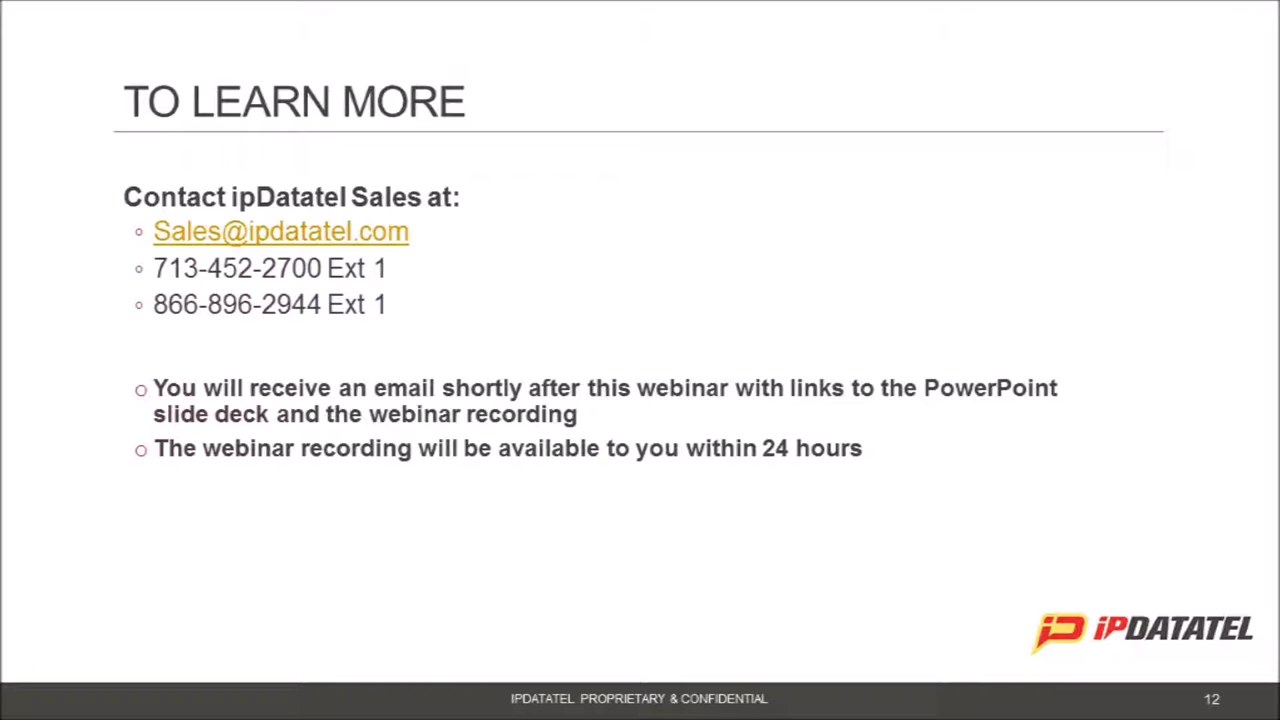 TO LEARN MORE
Contact ipDatatel Sales at:
Sales@ipdatatel.com
713-452-2700 Ext 1
866-896-2944 Ext 1
You will receive an email shortly after this webinar with links to the PowerPoint
slide deck and the webinar recording
The webinar recording will be available to you within 24 hours
iPDATATEL
IPDATATEL PROPRIETARY & CONFIDENTIAL
12